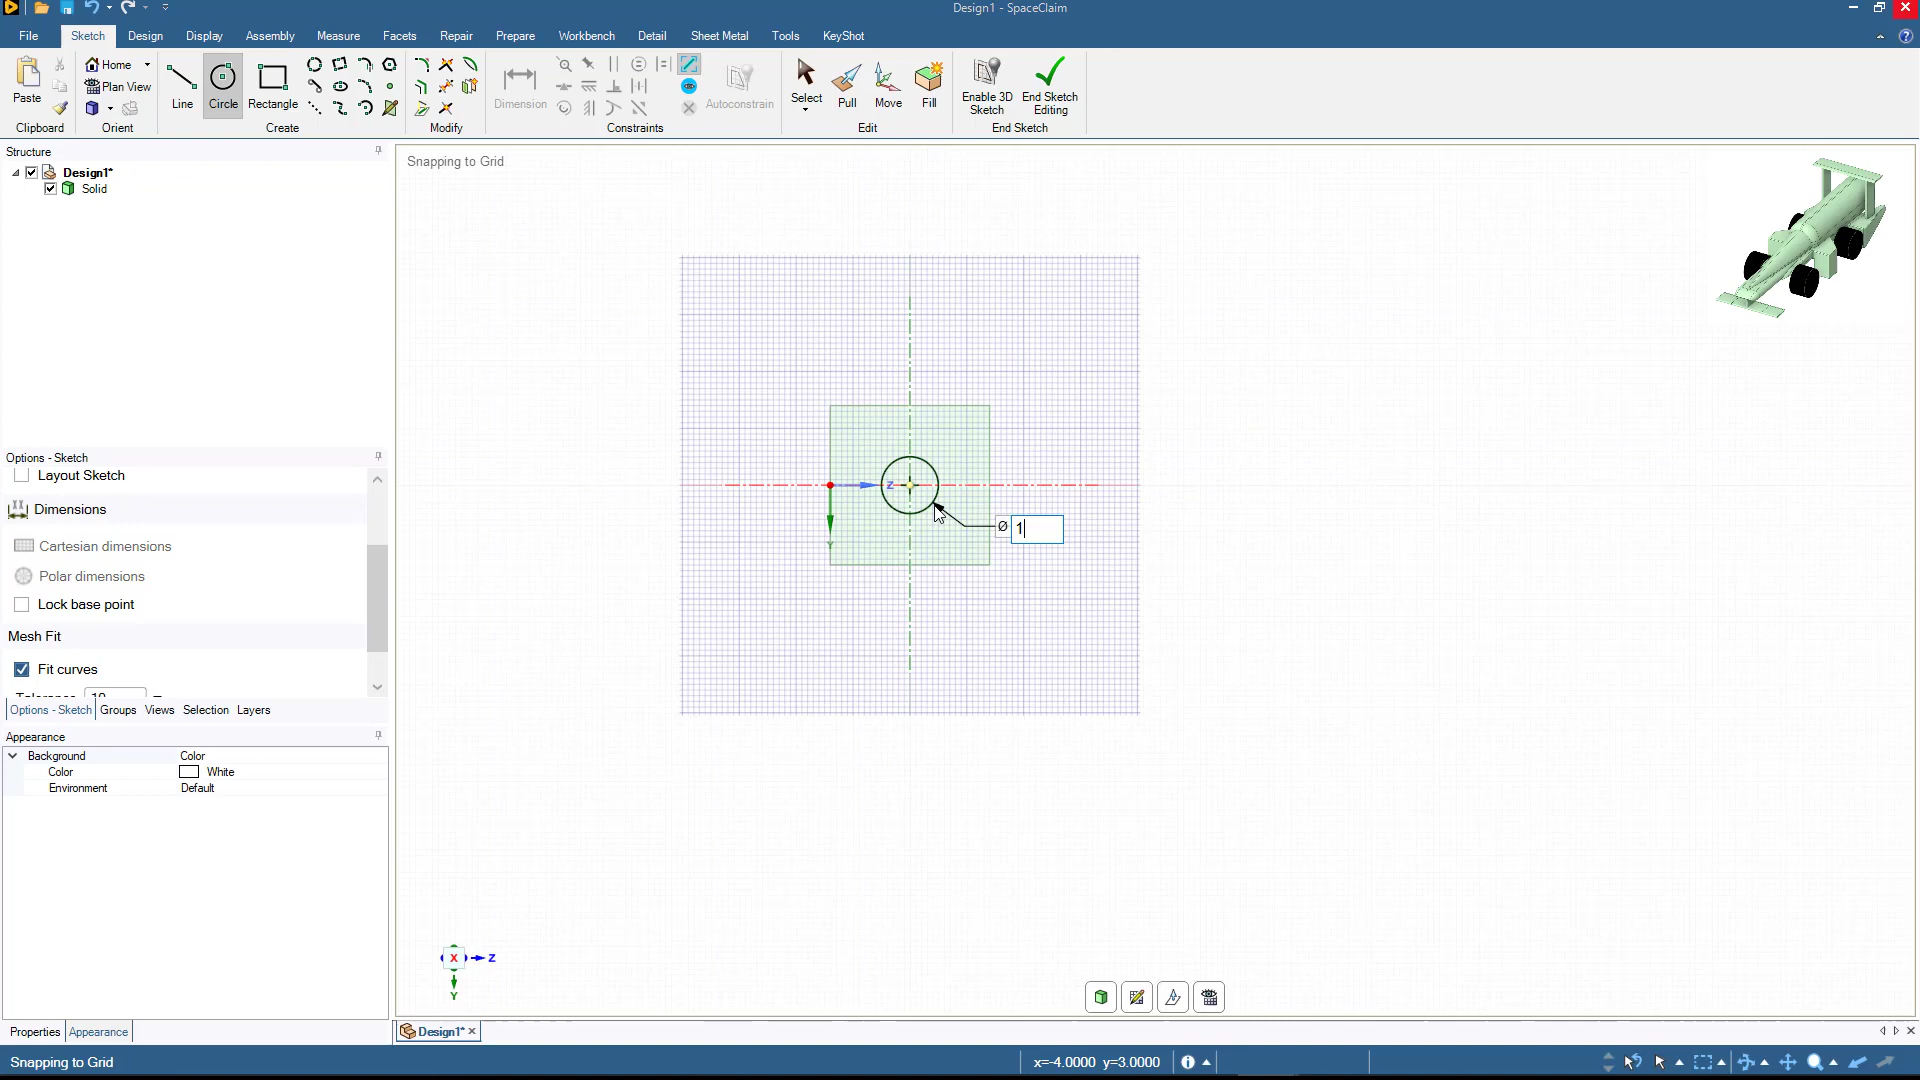 Design1 - SpaceClaim
File Sketch Design Display Assembly Measure Facets Repair Prepare Workbench Detail Sheet Metal Tools KeyShot
Paste
Home
Plan View
Line
Circle
Rectangle
Dimension
Autoconstrain
Select
Pull
Move
Fill
Enable 3D
Sketch
End Sketch
Editing
Clipboard Orient Create Modify Constraints Edit End Sketch
Structure
Design1*
Solid
Snapping to Grid
Options - Sketch
Layout Sketch
Dimensions
Cartesian dimensions
Polar dimensions
Lock base point
Mesh Fit
Fit curves
Options - Sketch Groups Views Selection Layers
Appearance
Background Color
Color White
Environment Default
Z
Y
Ø 1
X Z
Y
Properties Appearance
Design1*
Snapping to Grid
x=-4.0000 y=3.0000